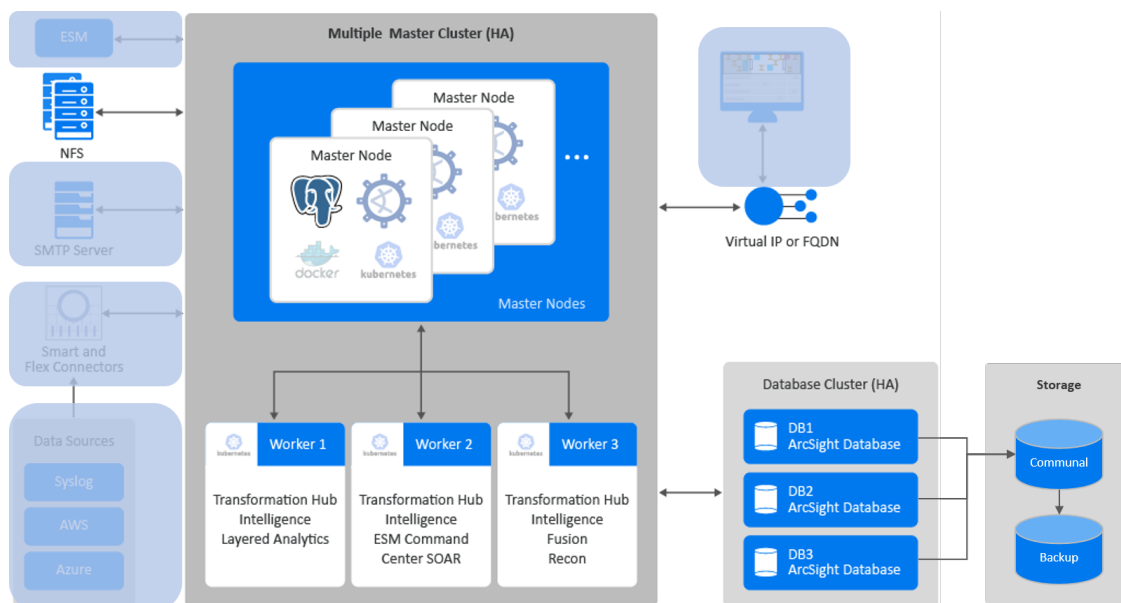 ESM
NFS
SMTP Server
Smart and
Flex Connectors
Data Sources
Syslog
AWS
Azure
Multiple Master Cluster (HA)
Master Node
kubernetes
Master Node
kubernetes
Master Node
docker
kubernetes
...
Master Nodes
kubernetes
Worker 1
Transformation Hub
Intelligence
Layered Analytics
kubernetes
Worker 2
Transformation Hub
Intelligence
ESM Command
Center SOAR
kubernetes
Worker 3
Transformation Hub
Intelligence
Fusion
Recon
Virtual IP or FQDN
Database Cluster (HA)
DB1
ArcSight Database
DB2
ArcSight Database
DB3
ArcSight Database
Storage
Communal
Backup